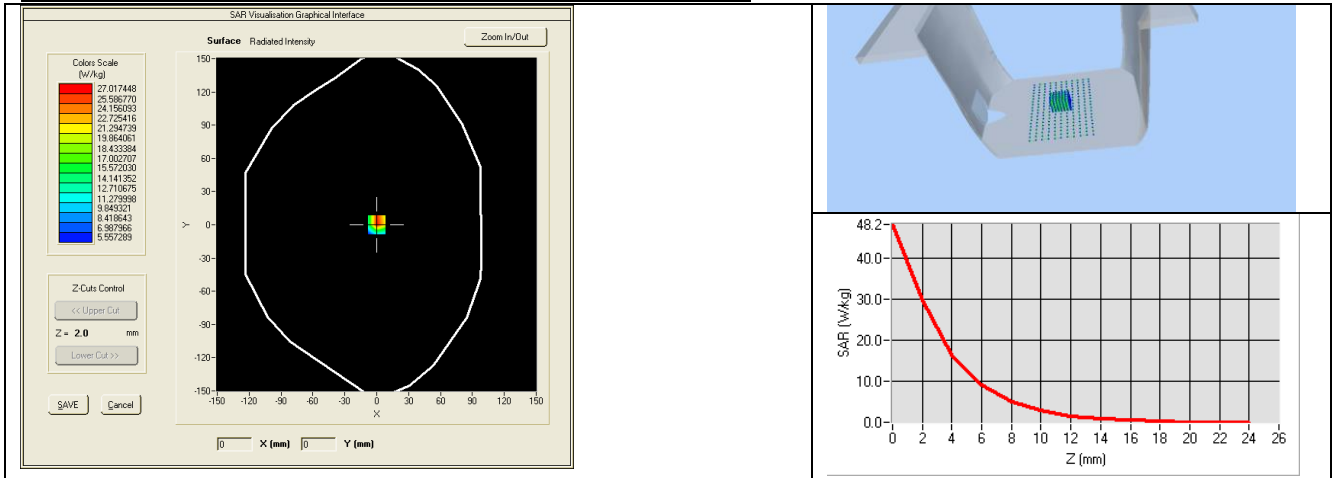 SAR Visualisation Graphical Interface
Surface Radiated Intensity
Zoom In/Out
Colors Scale
(W/kg)
27.017448
25.586770
24.156093
22.725416
21.294739
19.864061
18.433384
17.002707
15.572030
14.141352
12.710675
11.279998
9.849321
8.418643
6.987966
5.557289
Z-Cuts Control
<< Upper Cut
Z = 2.0 mm
Lower Cut >>
SAVE Cancel
150-
120-
90-
60-
30-
Y 0-
-30-
-60-
-90-
-120-
-150-
-150 -120 -90 -60 -30 0 30 60 90 120 150
X
0 X (mm) 0 Y (mm)
48.2-
40.0-
30.0-
20.0-
10.0-
0.0-
SAR (W/kg)
0 2 4 6 8 10 12 14 16 18 20 22 24 26
Z (mm)